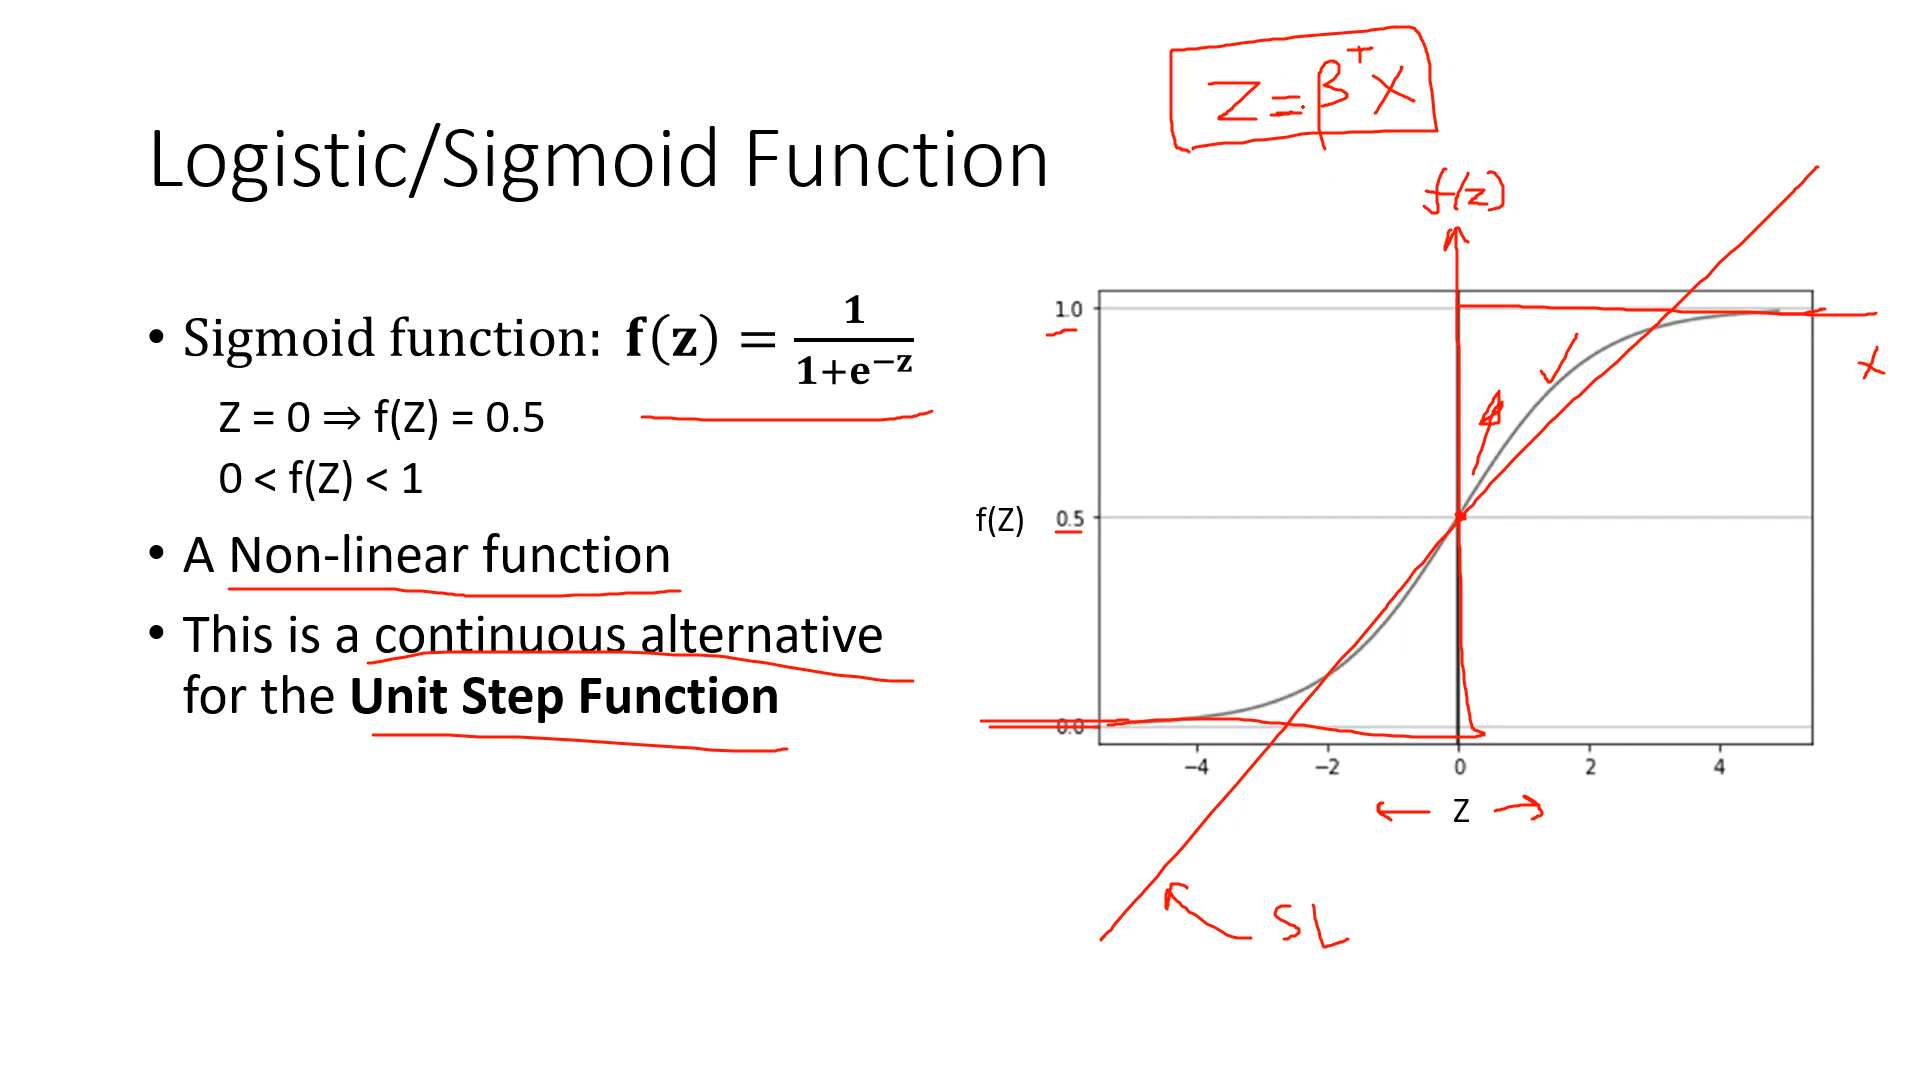 Z = β^T X
Logistic/Sigmoid Function
f(z)
• Sigmoid function: f(z) = 1/(1+e^−z)
Z = 0 ⇒ f(Z) = 0.5
0 < f(Z) < 1
• A Non-linear function
• This is a continuous alternative
for the Unit Step Function
1.0
x
f(Z) 0.5
0.0
−4 −2 0 2 4
← Z →
SL